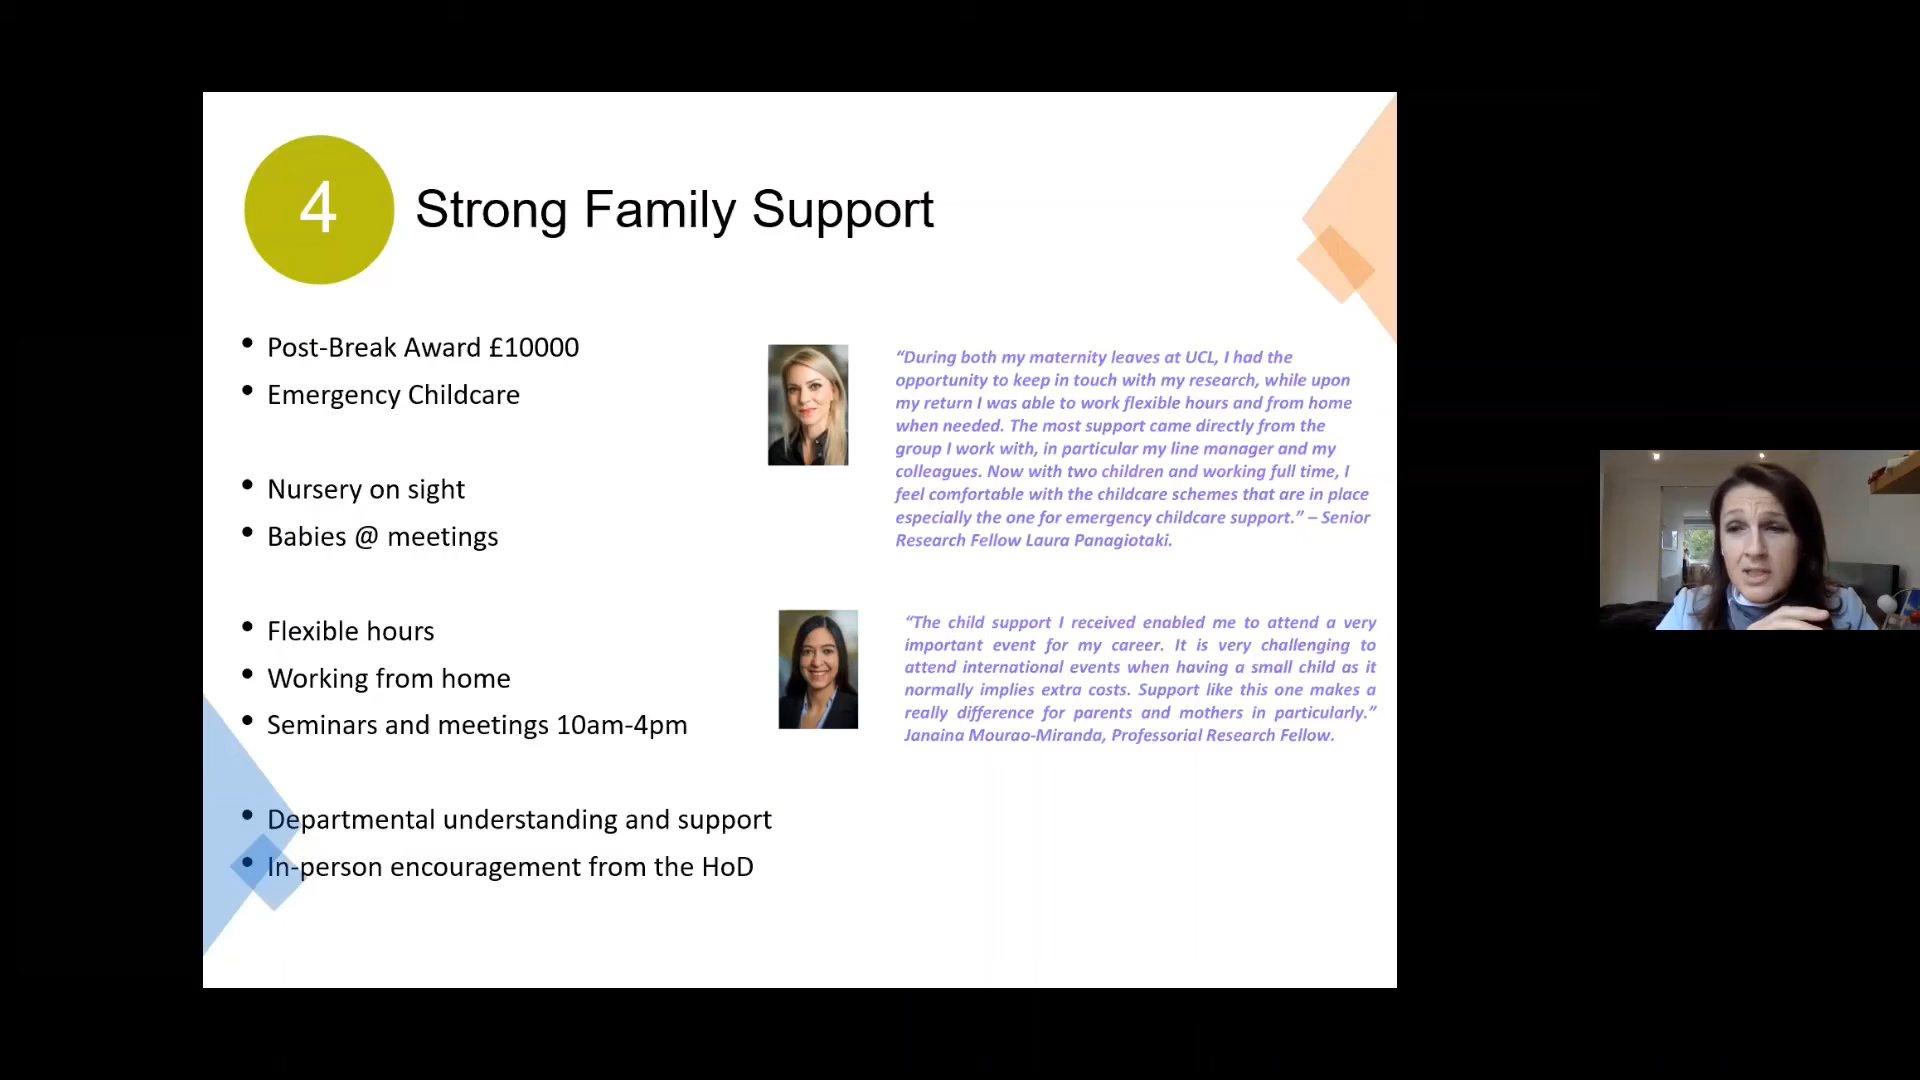 4
Strong Family Support
Post-Break Award £10000
Emergency Childcare
Nursery on sight
Babies @ meetings
Flexible hours
Working from home
Seminars and meetings 10am-4pm
Departmental understanding and support
In-person encouragement from the HoD
“During both my maternity leaves at UCL, I had the
opportunity to keep in touch with my research, while upon
my return I was able to work flexible hours and from home
when needed. The most support came directly from the
group I work with, in particular my line manager and my
colleagues. Now with two children and working full time, I
feel comfortable with the childcare schemes that are in place
especially the one for emergency childcare support.” – Senior
Research Fellow Laura Panagiotaki.
“The child support I received enabled me to attend a very
important event for my career. It is very challenging to
attend international events when having a small child as it
normally implies extra costs. Support like this one makes a
really difference for parents and mothers in particularly.”
Janaina Mourao-Miranda, Professorial Research Fellow.